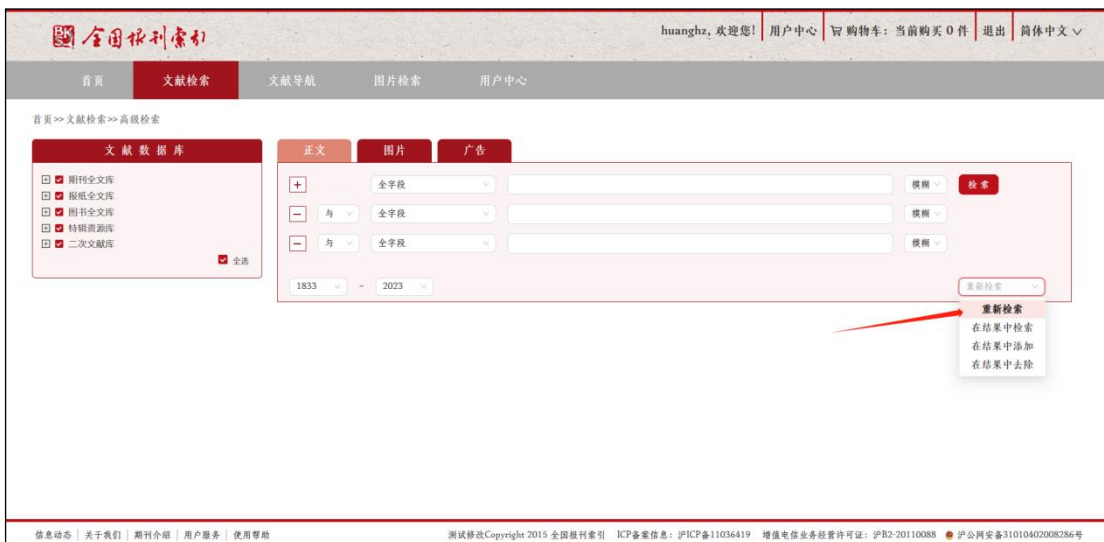 BKSY 全国报刊索引
huanghz, 欢迎您! 用户中心 购物车：当前购买 0 件 退出 简体中文
首页 文献检索 文献导航 图片检索 用户中心
首页>>文献检索>>高级检索
文献数据库
期刊全文库
报纸全文库
图书全文库
特辑资源库
二次文献库
全选
正文 图片 广告
全字段 模糊 检索
与 全字段 模糊
与 全字段 模糊
1833 ~ 2023 重新检索
重新检索
在结果中检索
在结果中添加
在结果中去除
信息动态 | 关于我们 | 期刊介绍 | 用户服务 | 使用帮助
测试修改Copyright 2015 全国报刊索引 ICP备案信息：沪ICP备11036419 增值电信业务经营许可证：沪B2-20110088 沪公网安备31010402008286号